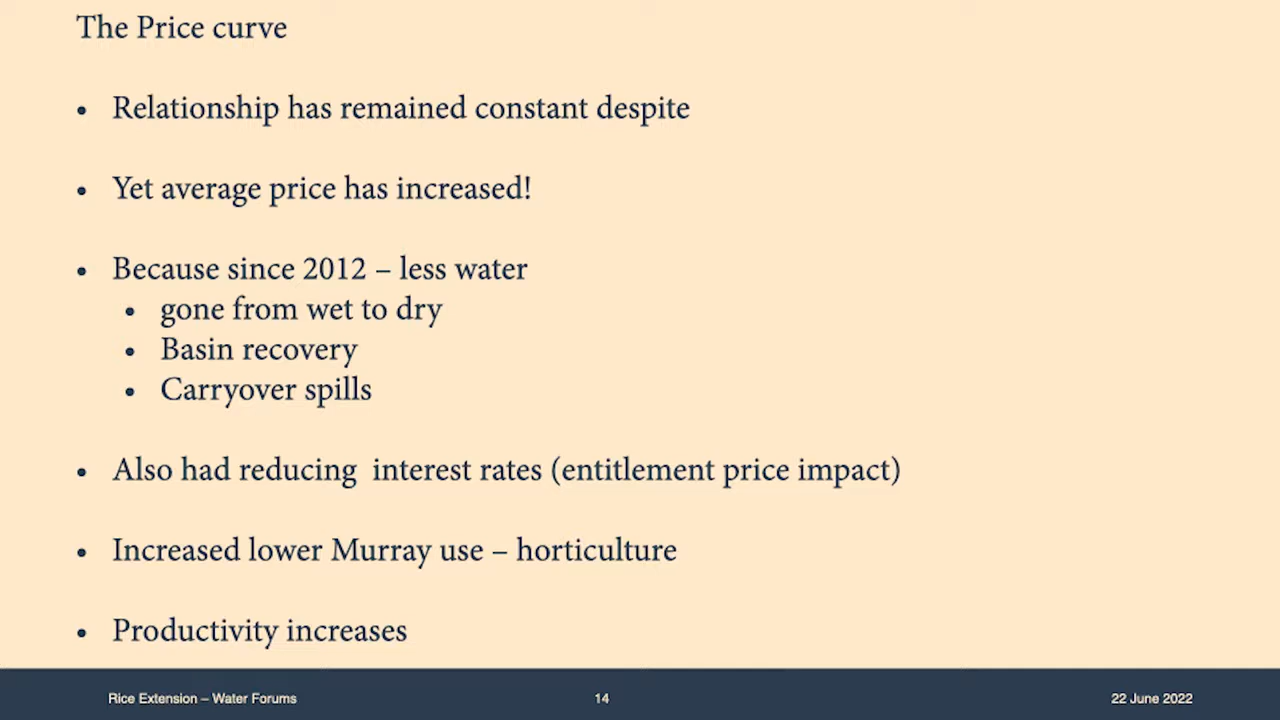 The Price curve
• Relationship has remained constant despite
• Yet average price has increased!
• Because since 2012 – less water
• gone from wet to dry
• Basin recovery
• Carryover spills
• Also had reducing  interest rates (entitlement price impact)
• Increased lower Murray use – horticulture
• Productivity increases
Rice Extension – Water Forums
14
22 June 2022